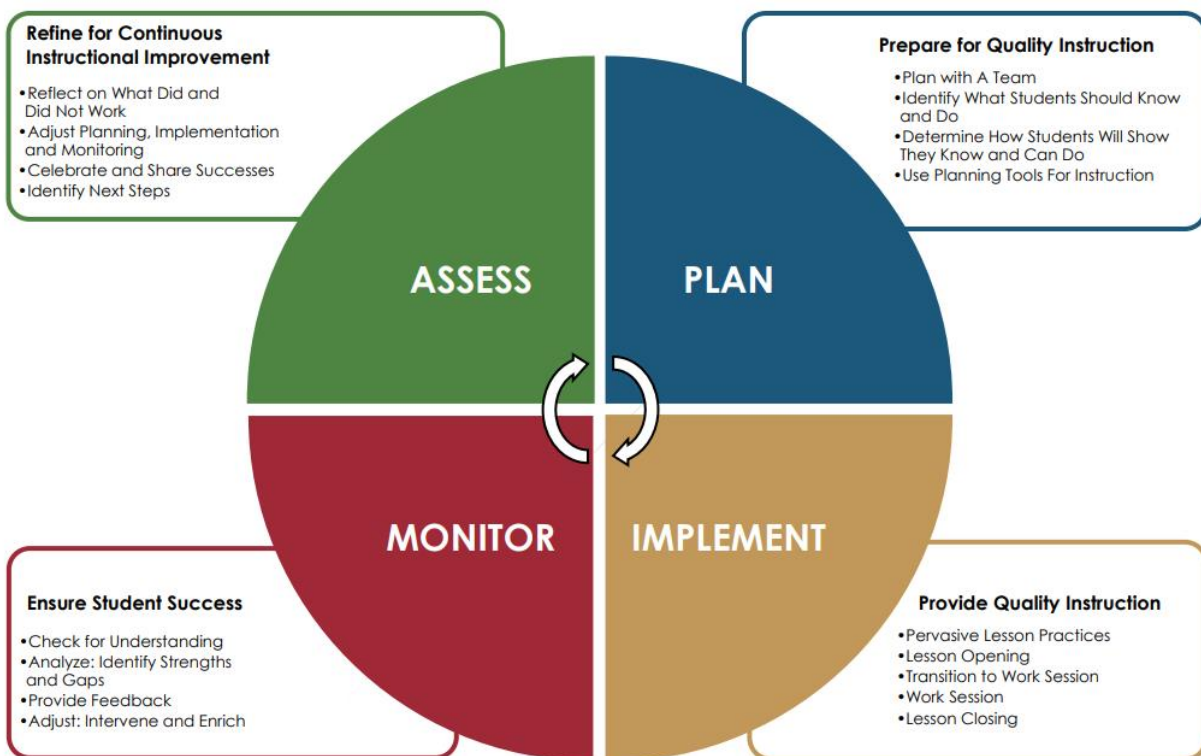 Refine for Continuous
Instructional Improvement
•Reflect on What Did and
Did Not Work
•Adjust Planning, Implementation
and Monitoring
•Celebrate and Share Successes
•Identify Next Steps
Prepare for Quality Instruction
•Plan with A Team
•Identify What Students Should Know
and Do
•Determine How Students Will Show
They Know and Can Do
•Use Planning Tools For Instruction
ASSESS
PLAN
MONITOR
IMPLEMENT
Ensure Student Success
•Check for Understanding
•Analyze: Identify Strengths
and Gaps
•Provide Feedback
•Adjust: Intervene and Enrich
Provide Quality Instruction
•Pervasive Lesson Practices
•Lesson Opening
•Transition to Work Session
•Work Session
•Lesson Closing